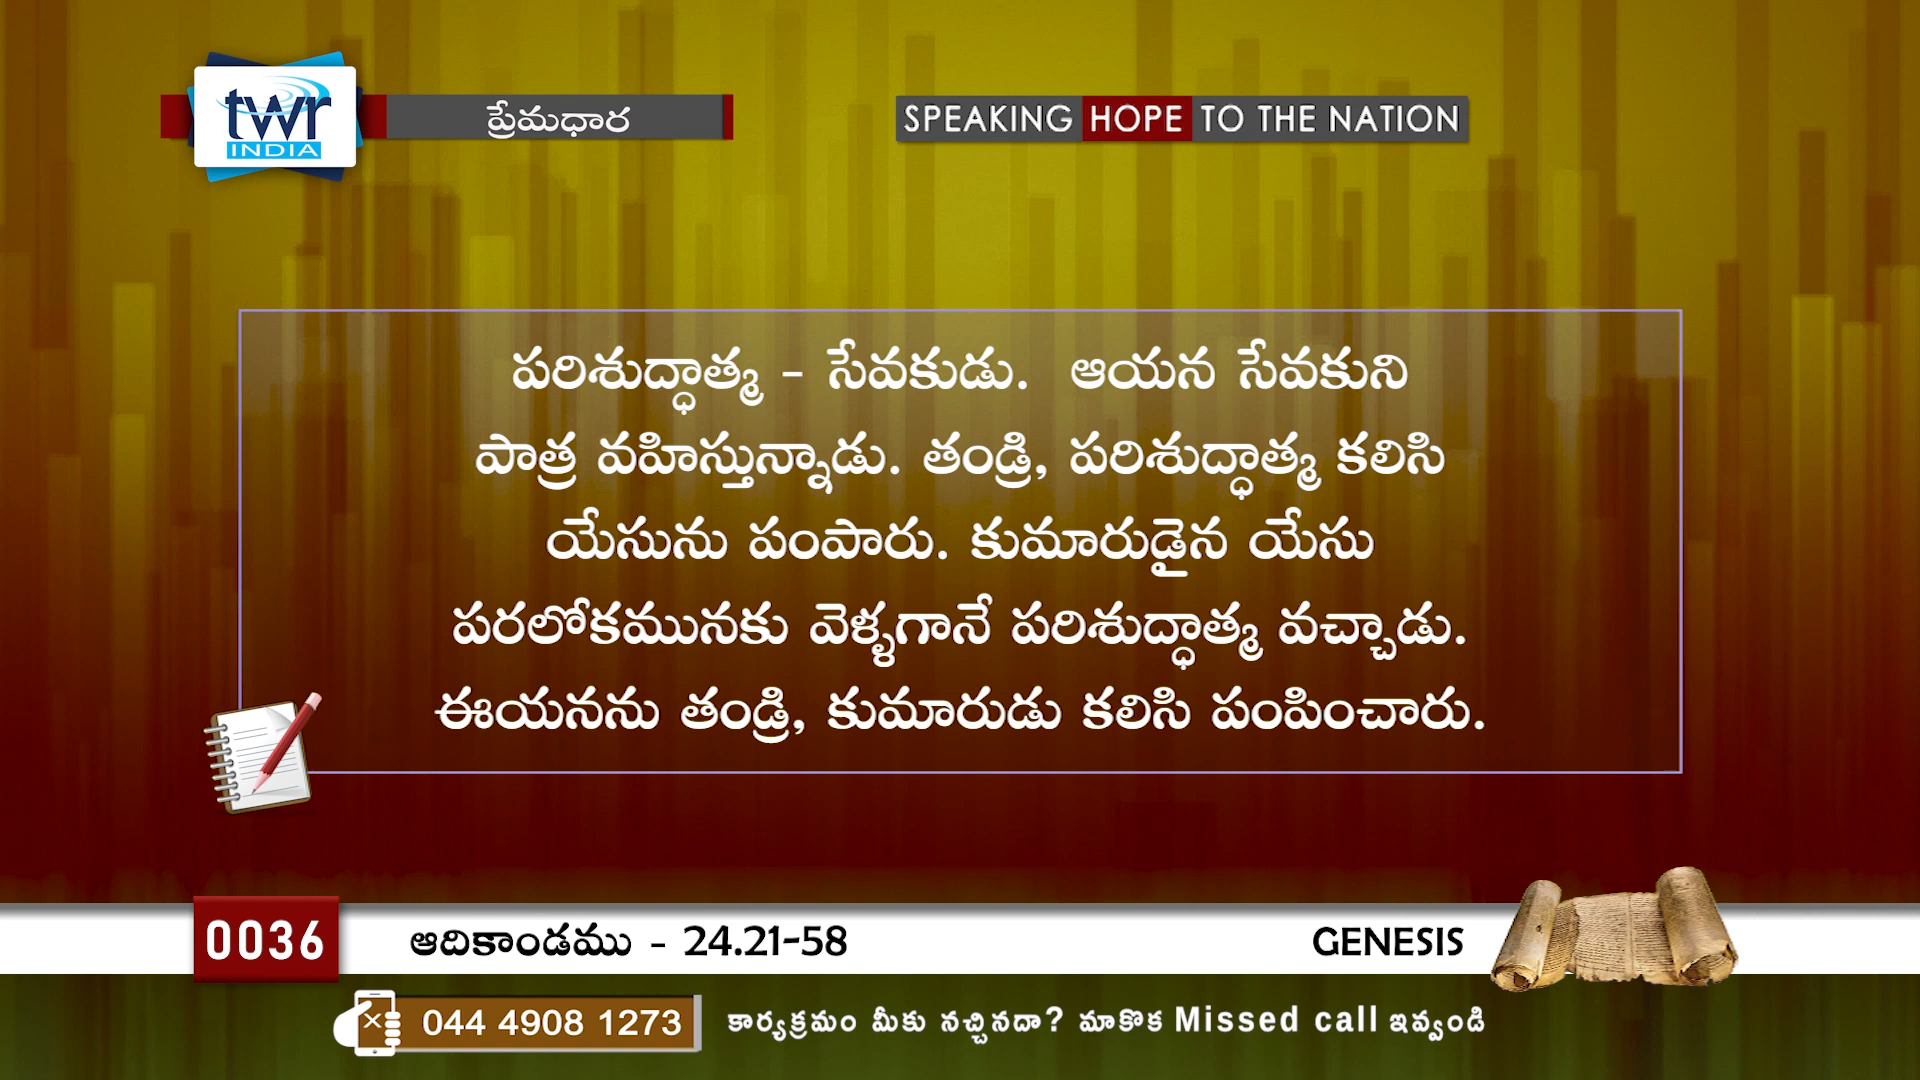 twr
INDIA
ప్రేమధార
SPEAKING HOPE TO THE NATION
పరిశుద్ధాత్మ - సేవకుడు. ఆయన సేవకుని
పాత్ర వహిస్తున్నాడు. తండ్రి, పరిశుద్ధాత్మ కలిసి
యేసును పంపారు. కుమారుడైన యేసు
పరలోకమునకు వెళ్ళగానే పరిశుద్ధాత్మ వచ్చాడు.
ఈయనను తండ్రి, కుమారుడు కలిసి పంపించారు.
0036 ఆదికాండము - 24.21-58 GENESIS
044 4908 1273 కార్యక్రమం మీకు నచ్చినదా? మాకొక Missed call ఇవ్వండి